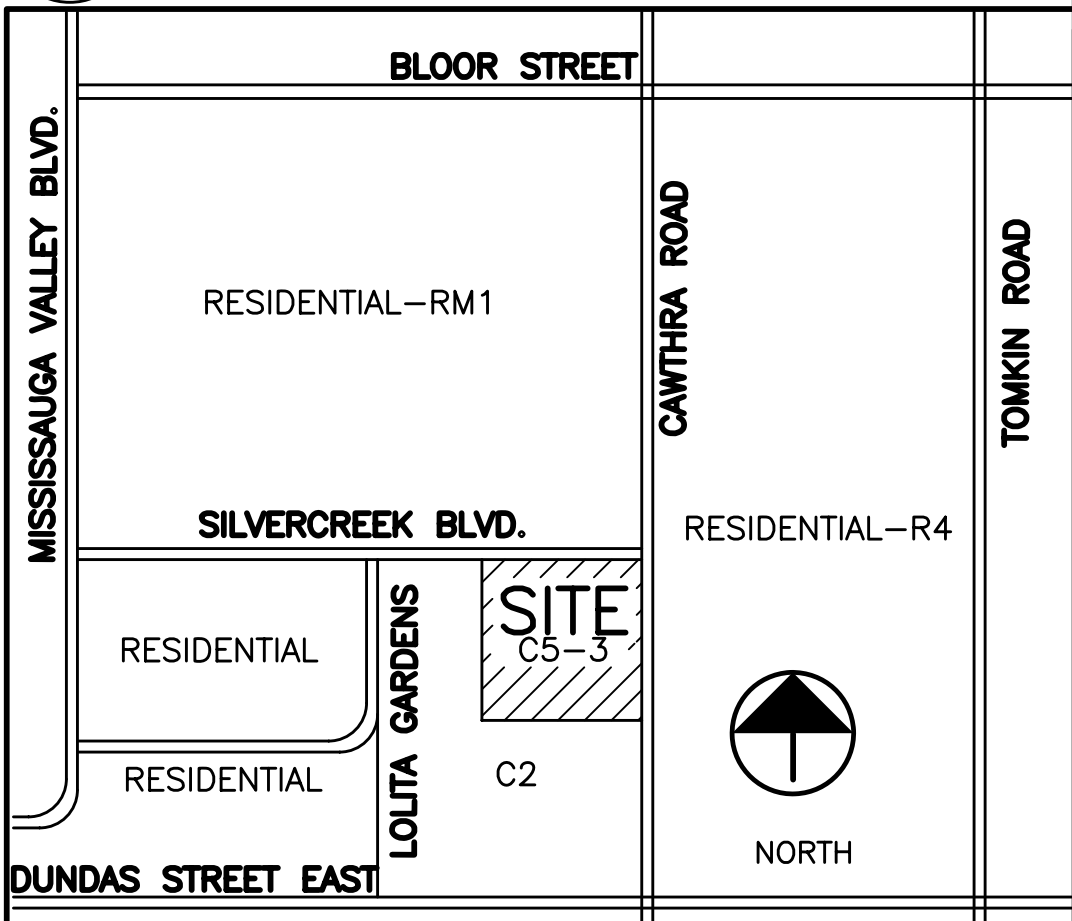 BLOOR STREET
MISSISSAUGA VALLEY BLVD.
CAWTHRA ROAD
TOMKIN ROAD
RESIDENTIAL-RM1
SILVERCREEK BLVD.
RESIDENTIAL-R4
SITE
C5-3
RESIDENTIAL
LOLITA GARDENS
RESIDENTIAL
C2
NORTH
DUNDAS STREET EAST